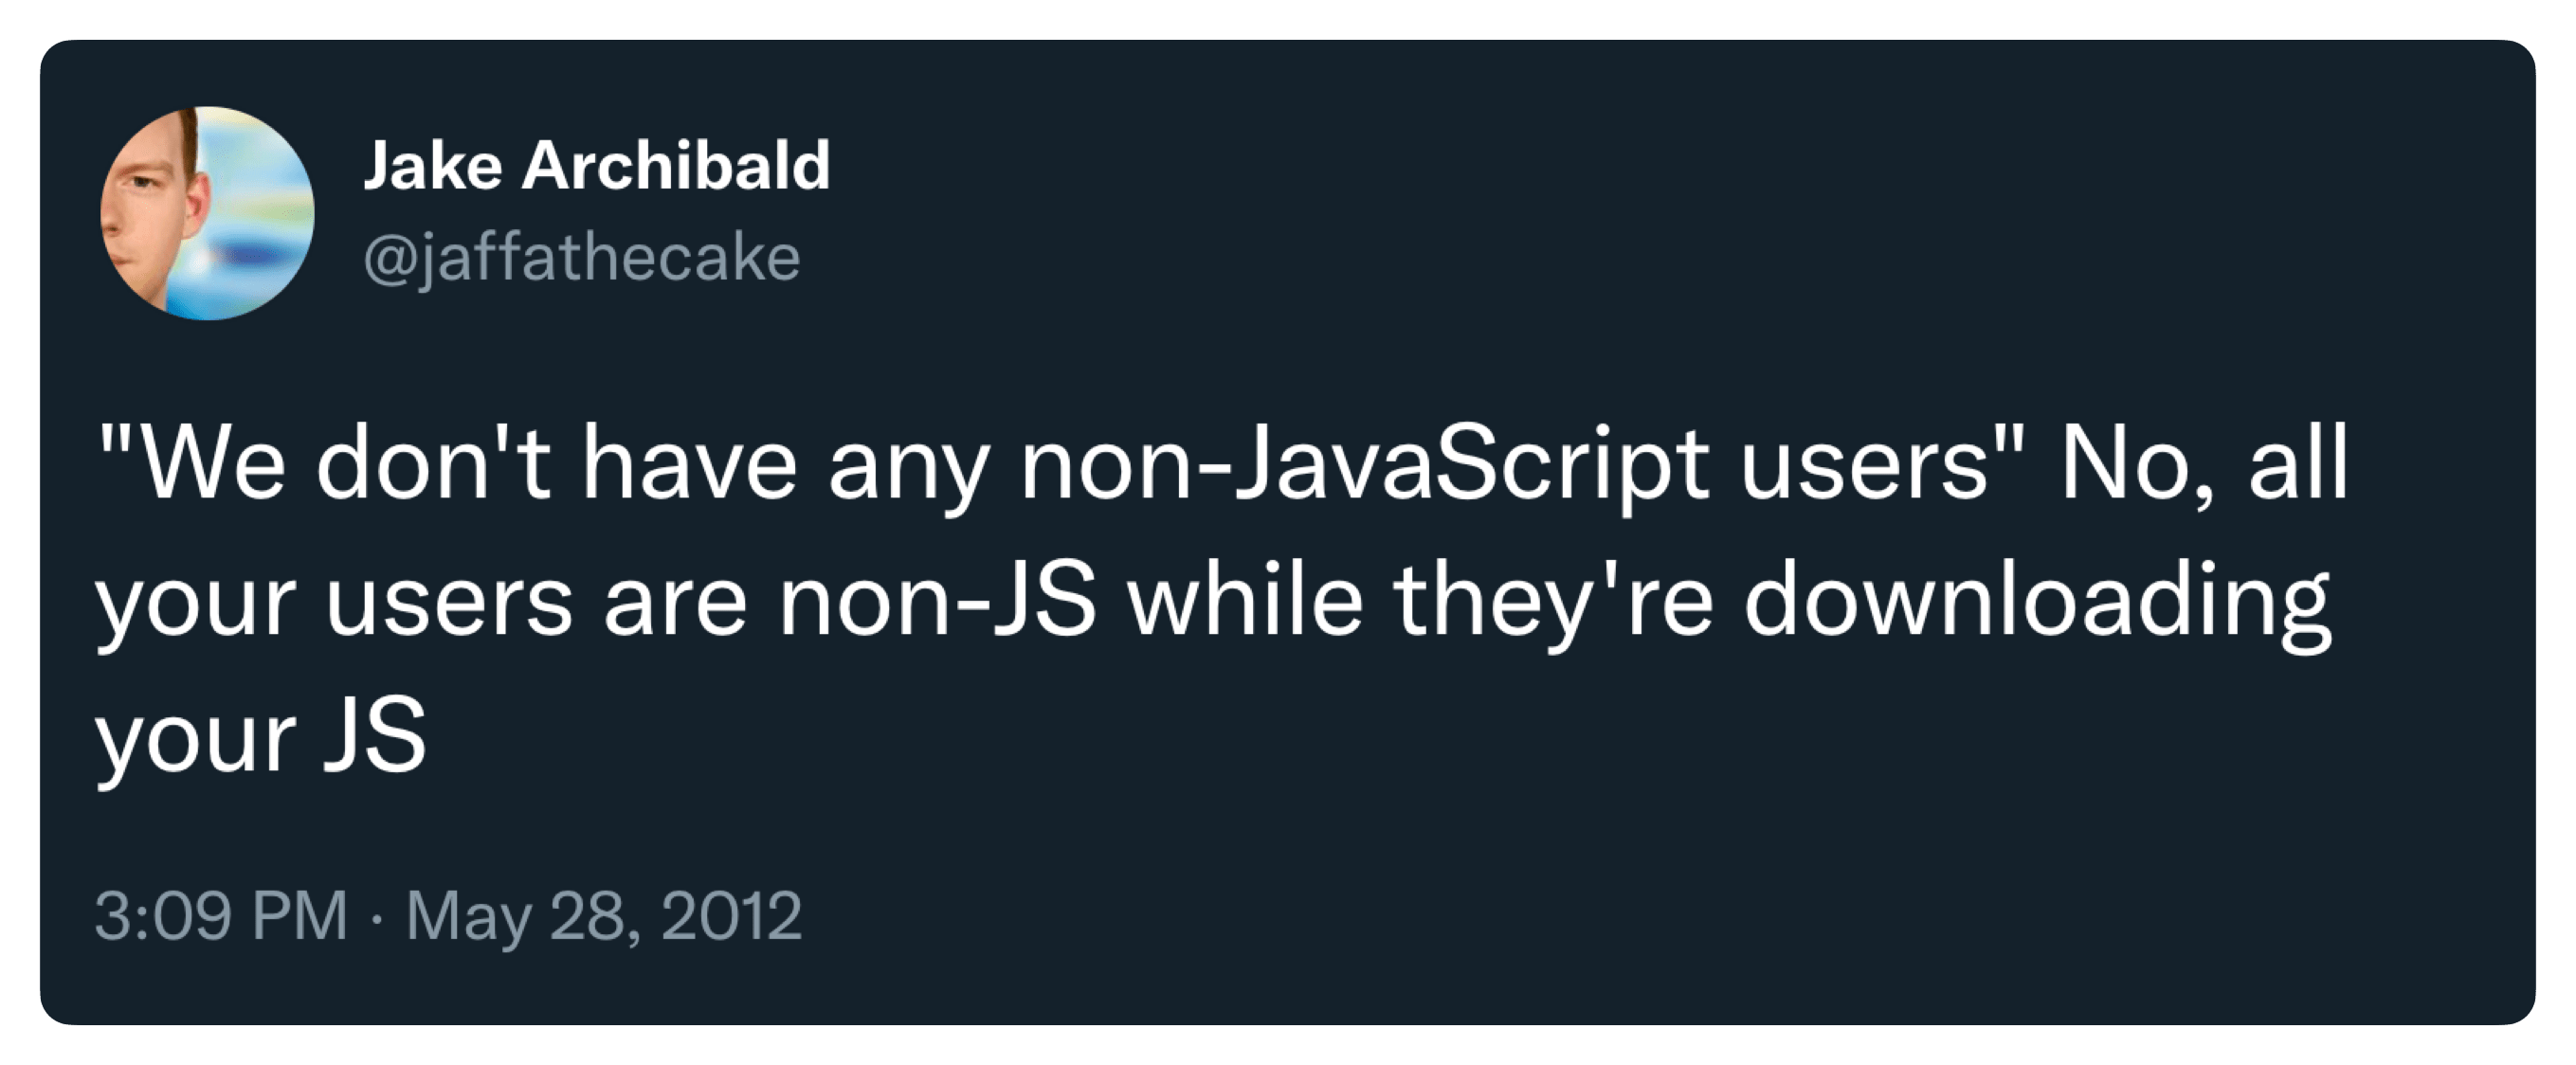 Jake Archibald
@jaffathecake
"We don't have any non-JavaScript users" No, all
your users are non-JS while they're downloading
your JS
3:09 PM · May 28, 2012